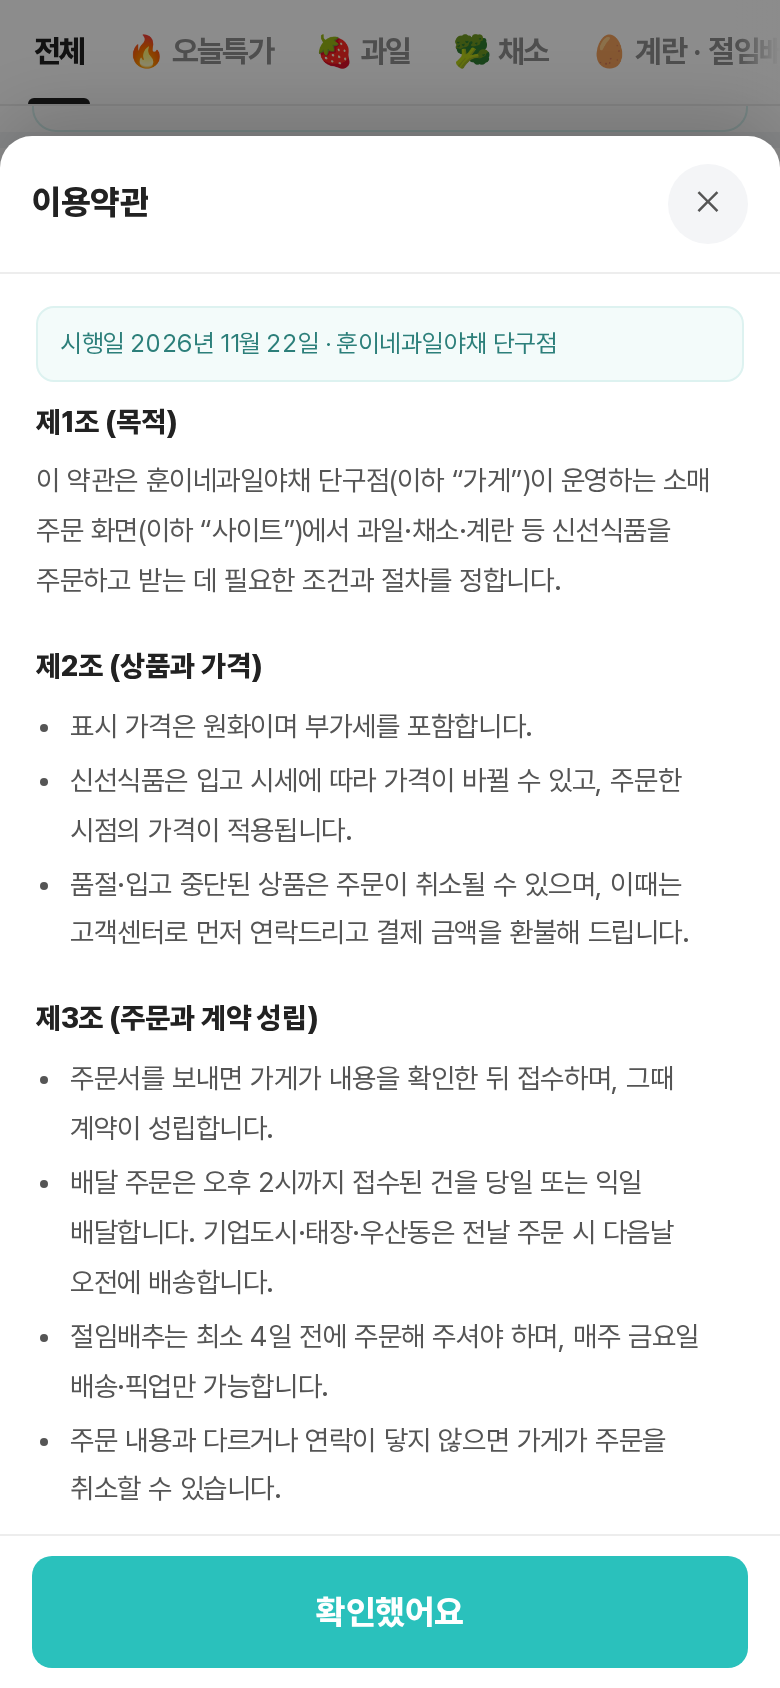 전체 오늘특가 과일 채소 계란 · 절임배
이용약관
시행일 2026년 11월 22일 · 훈이네과일야채 단구점
제1조 (목적)
이 약관은 훈이네과일야채 단구점(이하 “가게”)이 운영하는 소매
주문 화면(이하 “사이트”)에서 과일·채소·계란 등 신선식품을
주문하고 받는 데 필요한 조건과 절차를 정합니다.
제2조 (상품과 가격)
• 표시 가격은 원화이며 부가세를 포함합니다.
• 신선식품은 입고 시세에 따라 가격이 바뀔 수 있고, 주문한
시점의 가격이 적용됩니다.
• 품절·입고 중단된 상품은 주문이 취소될 수 있으며, 이때는
고객센터로 먼저 연락드리고 결제 금액을 환불해 드립니다.
제3조 (주문과 계약 성립)
• 주문서를 보내면 가게가 내용을 확인한 뒤 접수하며, 그때
계약이 성립합니다.
• 배달 주문은 오후 2시까지 접수된 건을 당일 또는 익일
배달합니다. 기업도시·태장·우산동은 전날 주문 시 다음날
오전에 배송합니다.
• 절임배추는 최소 4일 전에 주문해 주셔야 하며, 매주 금요일
배송·픽업만 가능합니다.
• 주문 내용과 다르거나 연락이 닿지 않으면 가게가 주문을
취소할 수 있습니다.
확인했어요